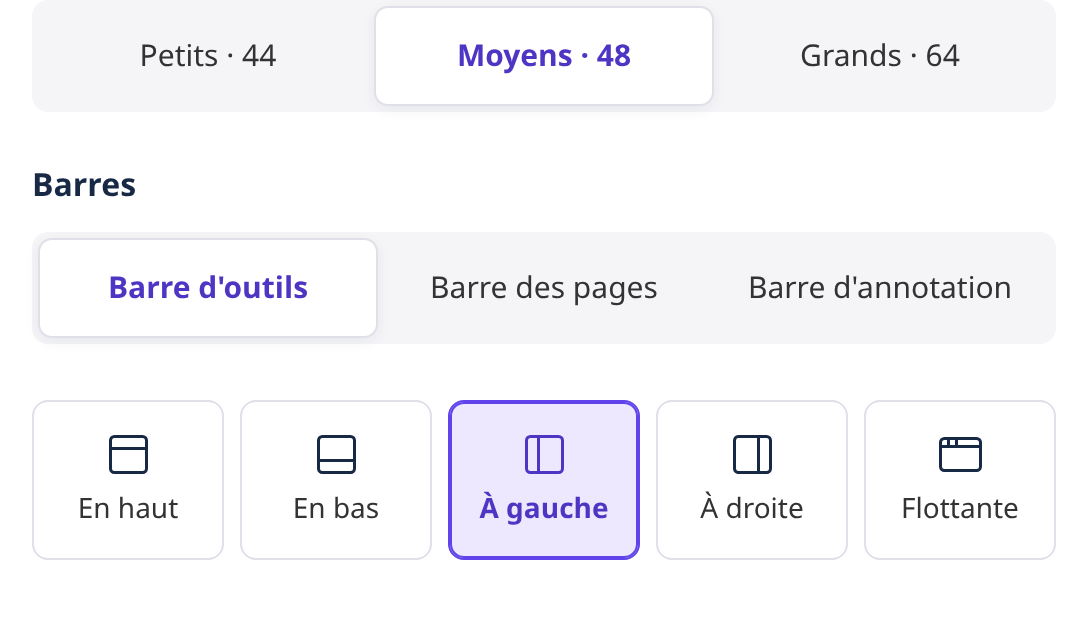 Petits · 44
Moyens · 48
Grands · 64
Barres
Barre d'outils
Barre des pages
Barre d'annotation
En haut
En bas
À gauche
À droite
Flottante